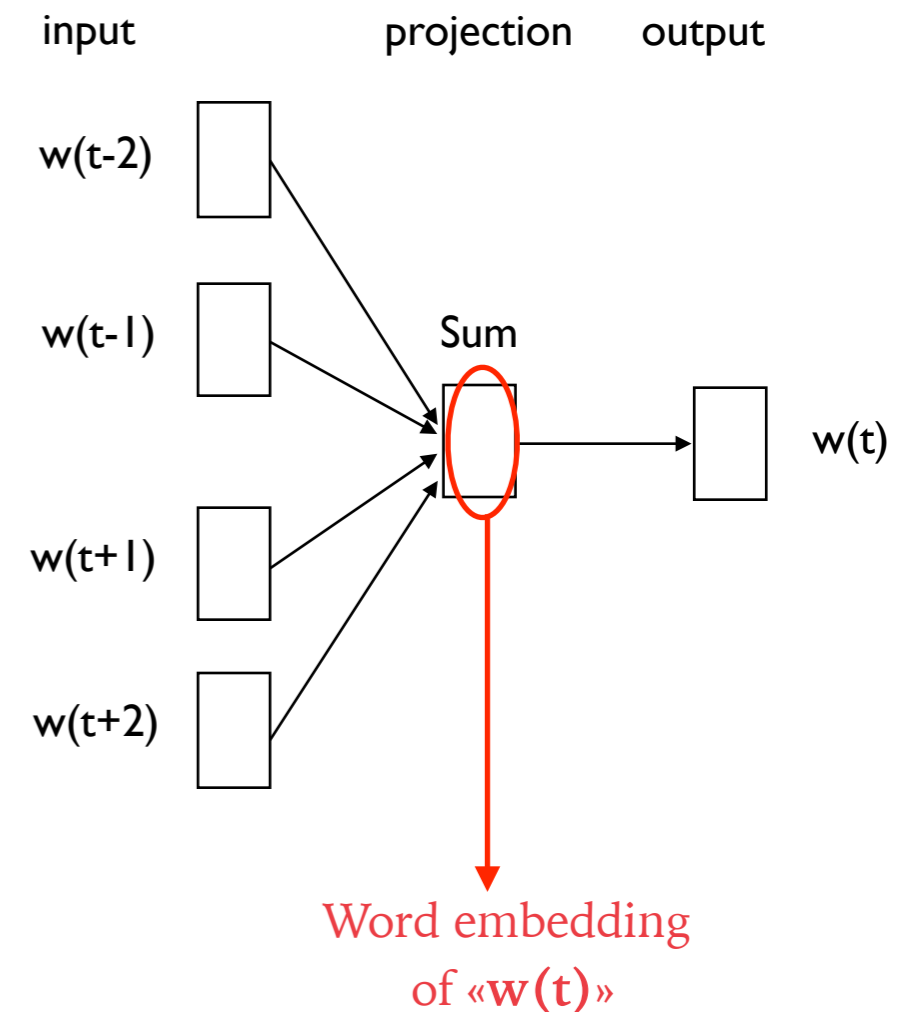 input projection output
w(t-2)
w(t-1)
Sum
w(t)
w(t+1)
w(t+2)
Word embedding
of «w(t)»